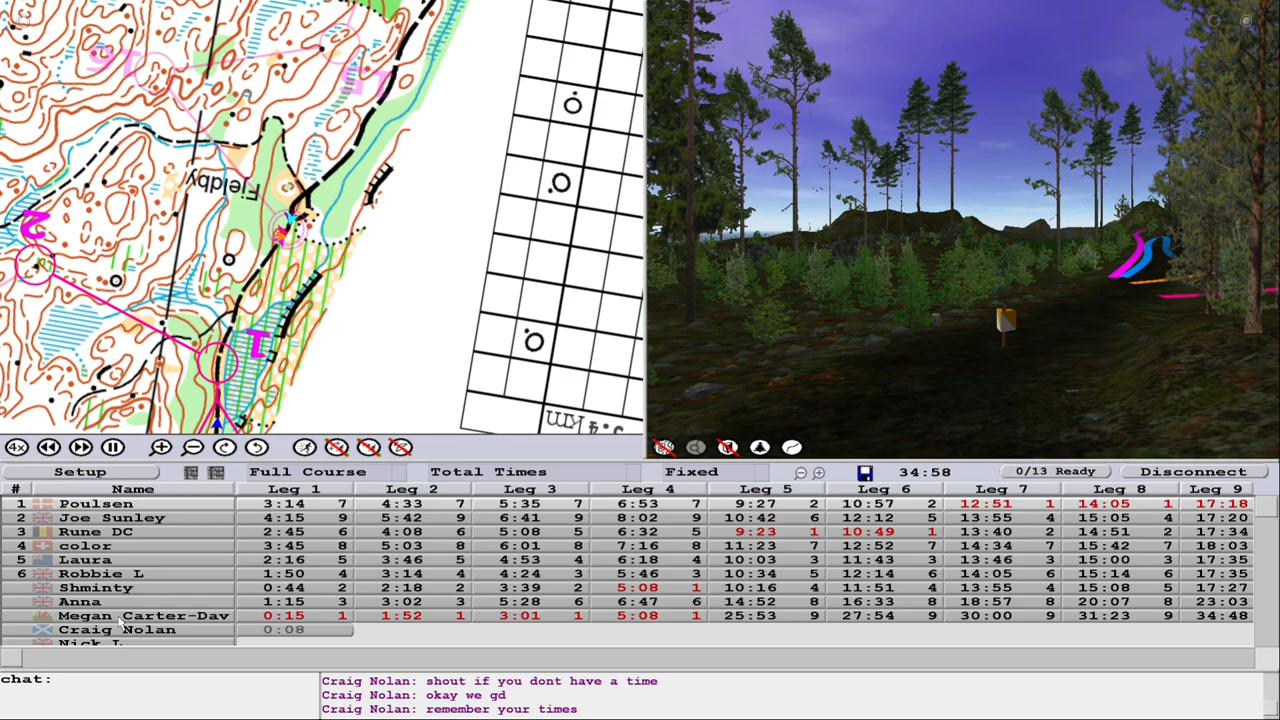 16
17
Fieldby
2
1
3.4 km
4x
Setup Full Course Total Times Fixed 34:58 0/13 Ready Disconnect
# Name Leg 1 Leg 2 Leg 3 Leg 4 Leg 5 Leg 6 Leg 7 Leg 8 Leg 9
1 Poulsen 3:14 7 4:33 7 5:35 7 6:53 7 9:27 2 10:57 2 12:51 1 14:05 1 17:18
2 Joe Sunley 4:15 9 5:42 9 6:41 9 8:02 9 10:42 6 12:12 5 13:55 4 15:05 4 17:20
3 Rune DC 2:45 6 4:08 6 5:08 5 6:32 5 9:23 1 10:49 1 13:40 2 14:51 2 17:34
4 color 3:45 8 5:03 8 6:01 8 7:16 8 11:23 7 12:52 7 14:34 7 15:42 7 18:03
5 Laura 2:16 5 3:46 5 4:53 4 6:18 4 10:03 3 11:43 3 13:46 3 15:00 3 17:35
6 Robbie L 1:50 4 3:14 4 4:24 3 5:46 3 10:34 5 12:14 6 14:05 6 15:14 6 17:35
Shminty 0:44 2 2:18 2 3:39 2 5:08 1 10:16 4 11:51 4 13:55 4 15:08 5 17:27
Anna 1:15 3 3:02 3 5:28 6 6:47 6 14:52 8 16:33 8 18:57 8 20:07 8 23:03
Megan Carter-Dav 0:15 1 1:52 1 3:01 1 5:08 1 25:53 9 27:54 9 30:00 9 31:23 9 34:48
Craig Nolan 0:08
Nick L
chat:
Craig Nolan: shout if you dont have a time
Craig Nolan: okay we gd
Craig Nolan: remember your times